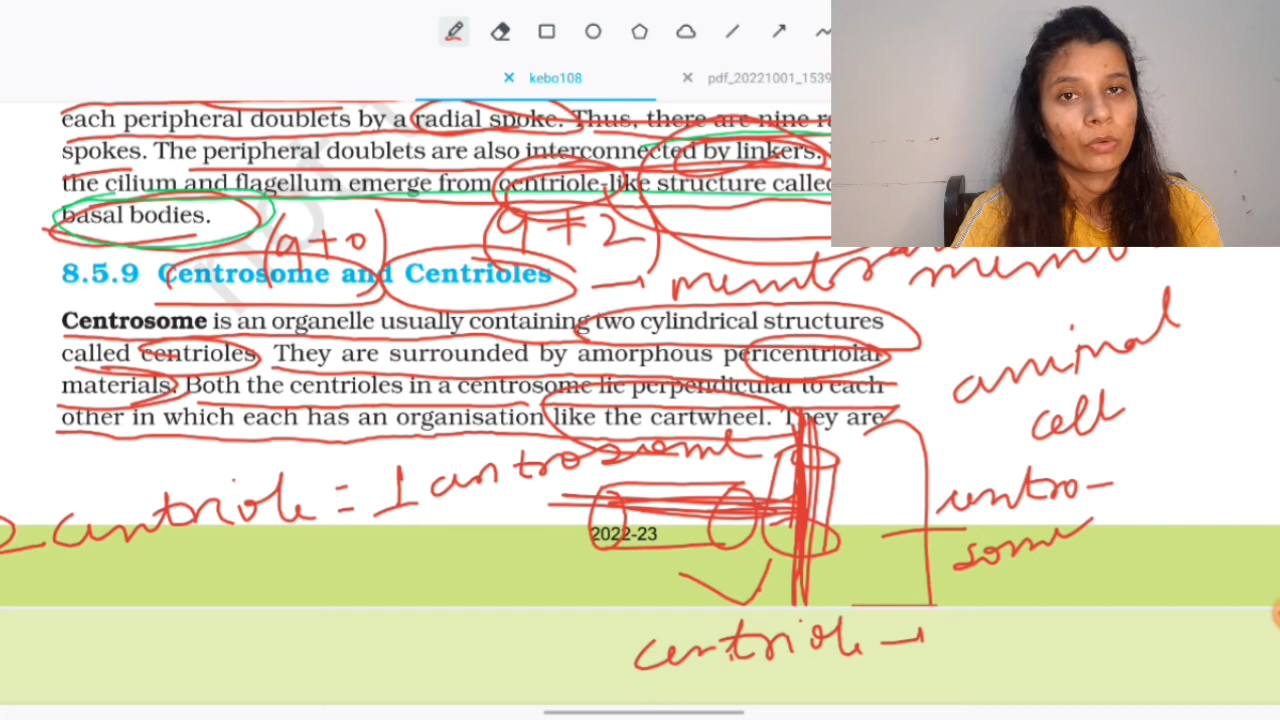 kebo108
pdf_20221001_1539
each peripheral doublets by a radial spoke. Thus, there are nine ra
spokes. The peripheral doublets are also interconnected by linkers.
the cilium and flagellum emerge from centriole-like structure called
basal bodies.
(9+0)
(9+2)
8.5.9 Centrosome and Centrioles
Centrosome is an organelle usually containing two cylindrical structures
called centrioles. They are surrounded by amorphous pericentriolar
materials. Both the centrioles in a centrosome lie perpendicular to each
other in which each has an organisation like the cartwheel. They are
animal
cell
2 centriole = 1 centrosome
centro-
some
2022-23
centriole →